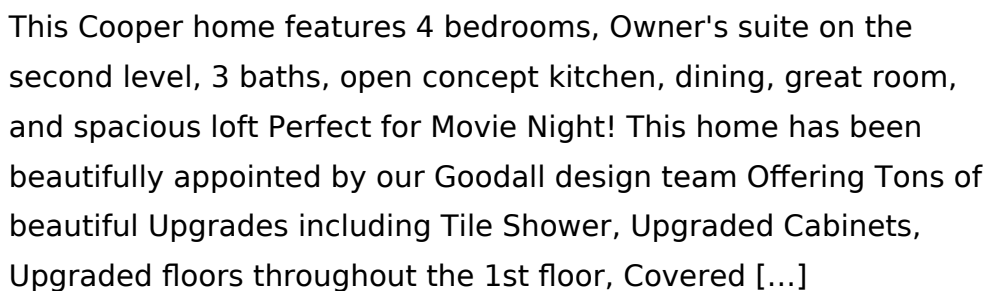 This Cooper home features 4 bedrooms, Owner's suite on the
second level, 3 baths, open concept kitchen, dining, great room,
and spacious loft Perfect for Movie Night! This home has been
beautifully appointed by our Goodall design team Offering Tons of
beautiful Upgrades including Tile Shower, Upgraded Cabinets,
Upgraded floors throughout the 1st floor, Covered [...]